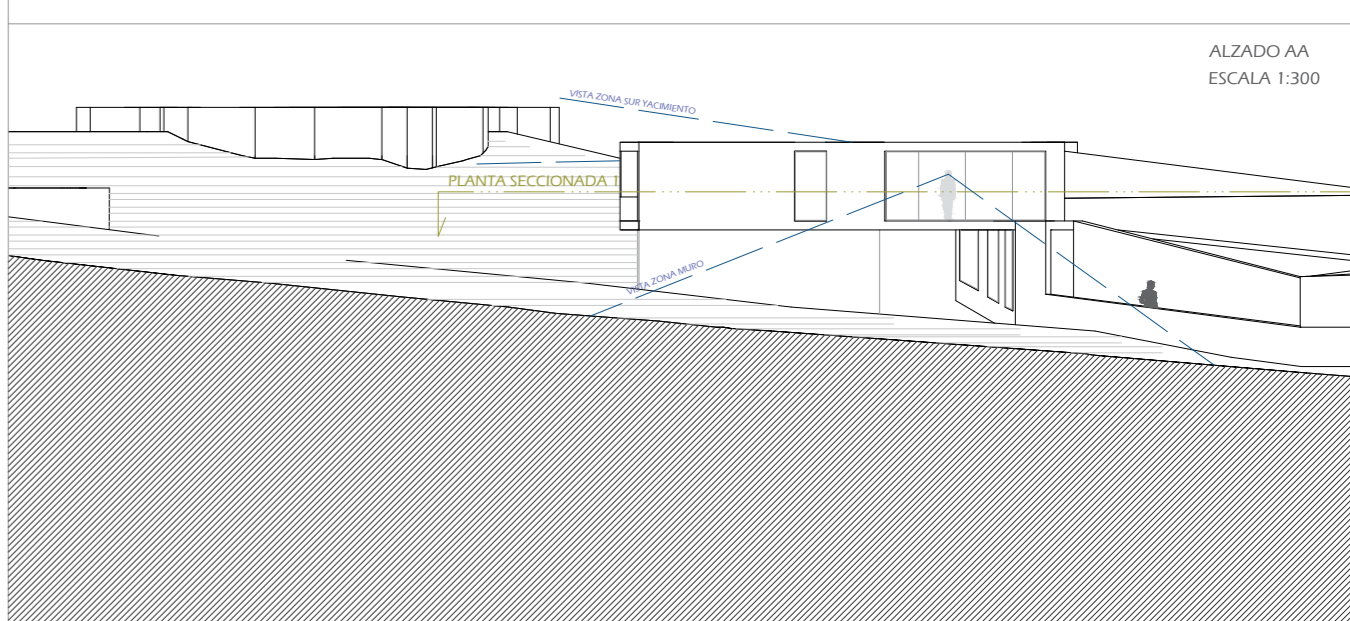 ALZADO AA
ESCALA 1:300
VISTA ZONA SUR YACIMIENTO
PLANTA SECCIONADA 1
VISTA ZONA MURO